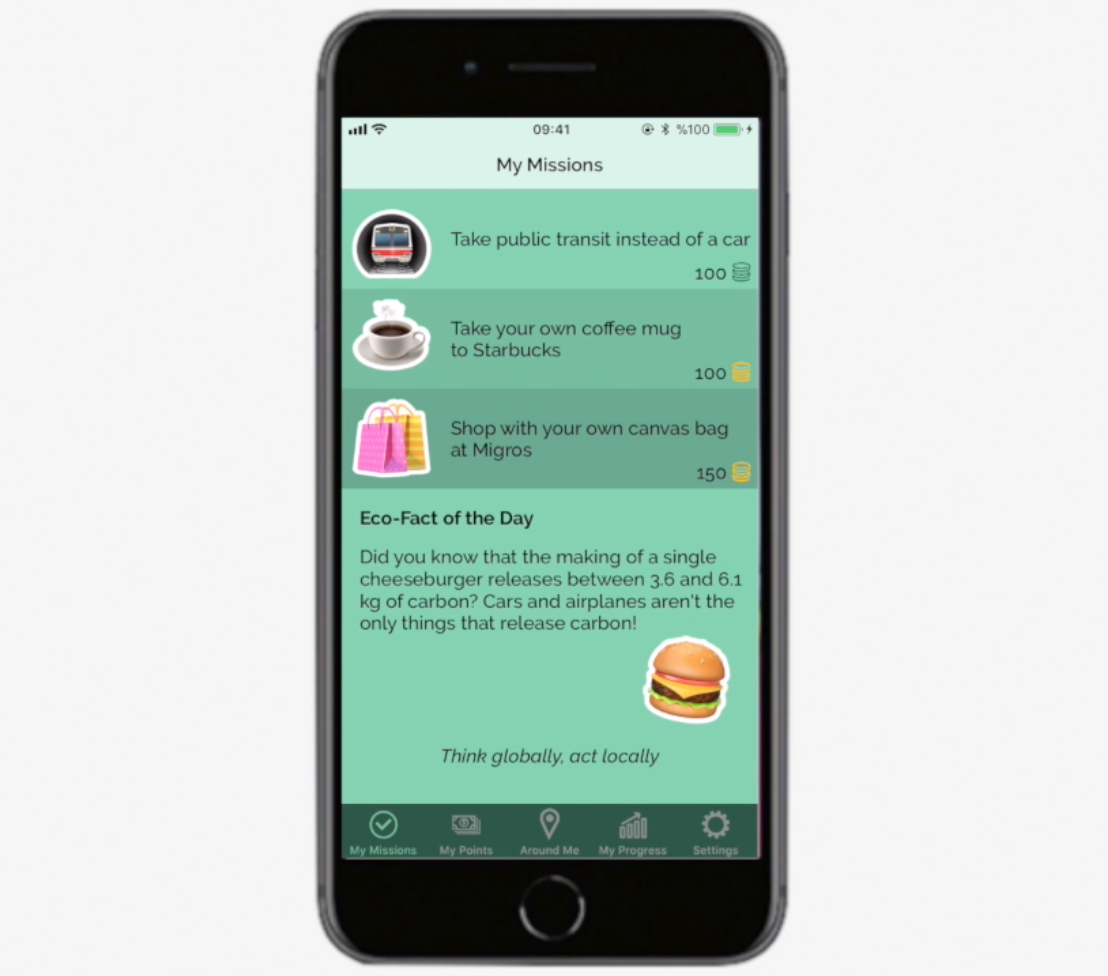 09:41
%100
My Missions
Take public transit instead of a car
100
Take your own coffee mug
to Starbucks
100
Shop with your own canvas bag
at Migros
150
Eco-Fact of the Day
Did you know that the making of a single
cheeseburger releases between 3.6 and 6.1
kg of carbon? Cars and airplanes aren't the
only things that release carbon!
Think globally, act locally
My Missions
My Points
Around Me
My Progress
Settings